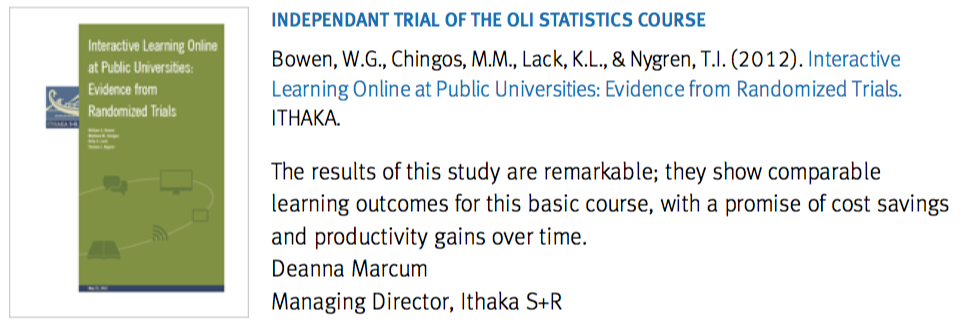 Interactive Learning Online
at Public Universities:
Evidence from
Randomized Trials
ITHAKA S+R
INDEPENDANT TRIAL OF THE OLI STATISTICS COURSE
Bowen, W.G., Chingos, M.M., Lack, K.L., & Nygren, T.I. (2012). Interactive
Learning Online at Public Universities: Evidence from Randomized Trials.
ITHAKA.
The results of this study are remarkable; they show comparable
learning outcomes for this basic course, with a promise of cost savings
and productivity gains over time.
Deanna Marcum
Managing Director, Ithaka S+R